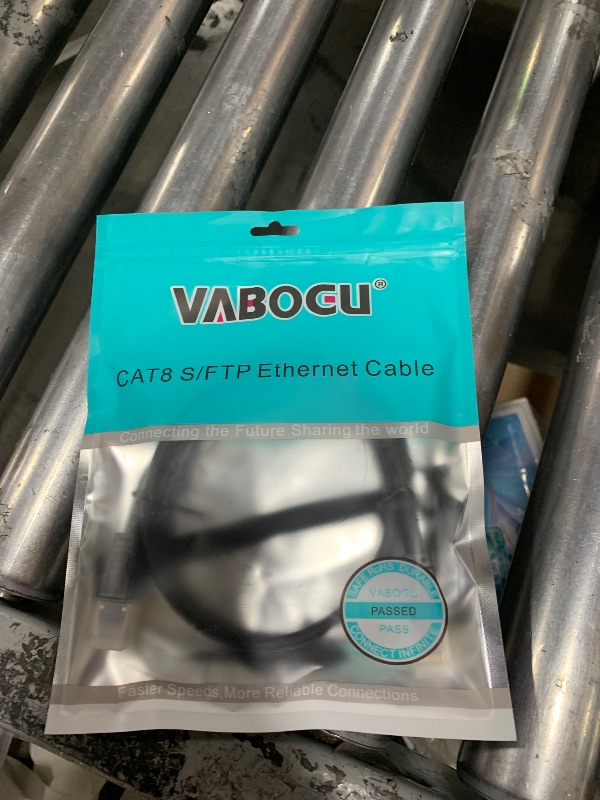 VABOGU®
CAT8 S/FTP Ethernet Cable
Connecting the Future Sharing the world
SAFE RoHS DURABLE
VABOGU
PASSED
PASS
CONNECT INFINITE
Faster Speeds,More Reliable Connections